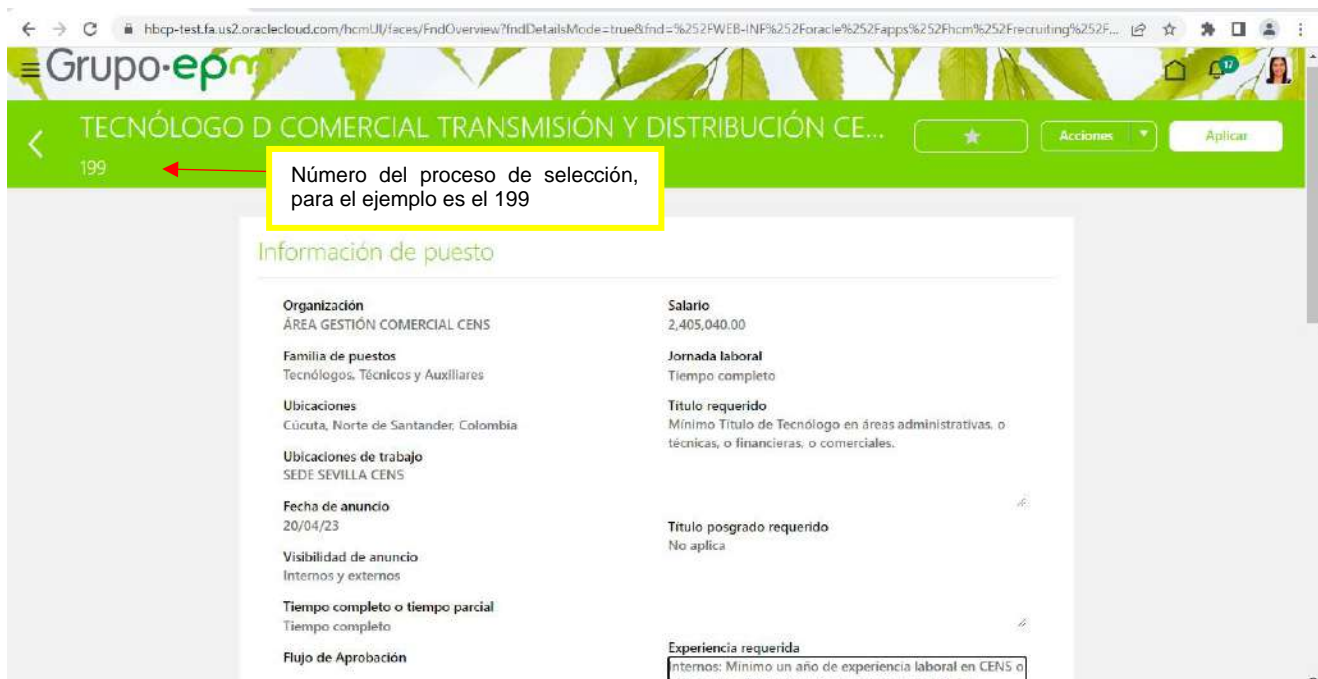 hbcp-test.fa.us2.oraclecloud.com/hcmUI/faces/FndOverview?fndDetailsMode=true&fnd=%252FWEB-INF%252Foracle%252Fapps%252Fhcm%252Frecruiting%252F...
Grupo·epm
17
TECNÓLOGO D COMERCIAL TRANSMISIÓN Y DISTRIBUCIÓN CE...
Acciones
Aplicar
199
Número del proceso de selección,
para el ejemplo es el 199
Información de puesto
Organización
ÁREA GESTIÓN COMERCIAL CENS
Familia de puestos
Tecnólogos, Técnicos y Auxiliares
Ubicaciones
Cúcuta, Norte de Santander, Colombia
Ubicaciones de trabajo
SEDE SEVILLA CENS
Fecha de anuncio
20/04/23
Visibilidad de anuncio
Internos y externos
Tiempo completo o tiempo parcial
Tiempo completo
Flujo de Aprobación
Salario
2,405,040.00
Jornada laboral
Tiempo completo
Título requerido
Mínimo Título de Tecnólogo en áreas administrativas, o
técnicas, o financieras, o comerciales.
Título posgrado requerido
No aplica
Experiencia requerida
Internos: Mínimo un año de experiencia laboral en CENS o